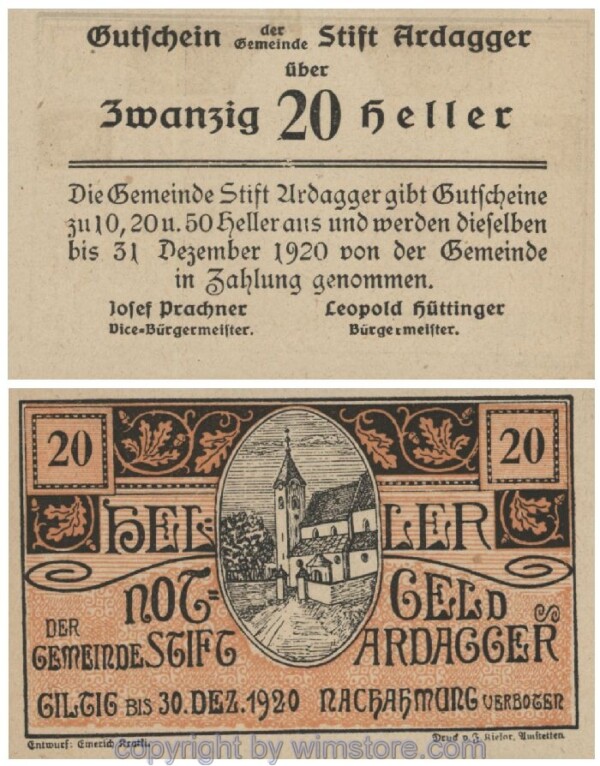 Gutschein der Gemeinde Stift Ardagger
über
Zwanzig 20 Heller
Die Gemeinde Stift Ardagger gibt Gutscheine
zu 10, 20 u. 50 Heller aus und werden dieselben
bis 31 Dezember 1920 von der Gemeinde
in Zahlung genommen.
Josef Prachner Leopold Hüttinger
Vice=Bürgermeister. Bürgermeister.
20 20
HEL- LER
NOT= GELD
DER GEMEINDE STIFT ARDAGGER
GILTIG BIS 30. DEZ. 1920 NACHAHMUNG VERBOTEN
Entwurf: Emerich Druck v. J. Amstetten.
copyright by wimstore.com